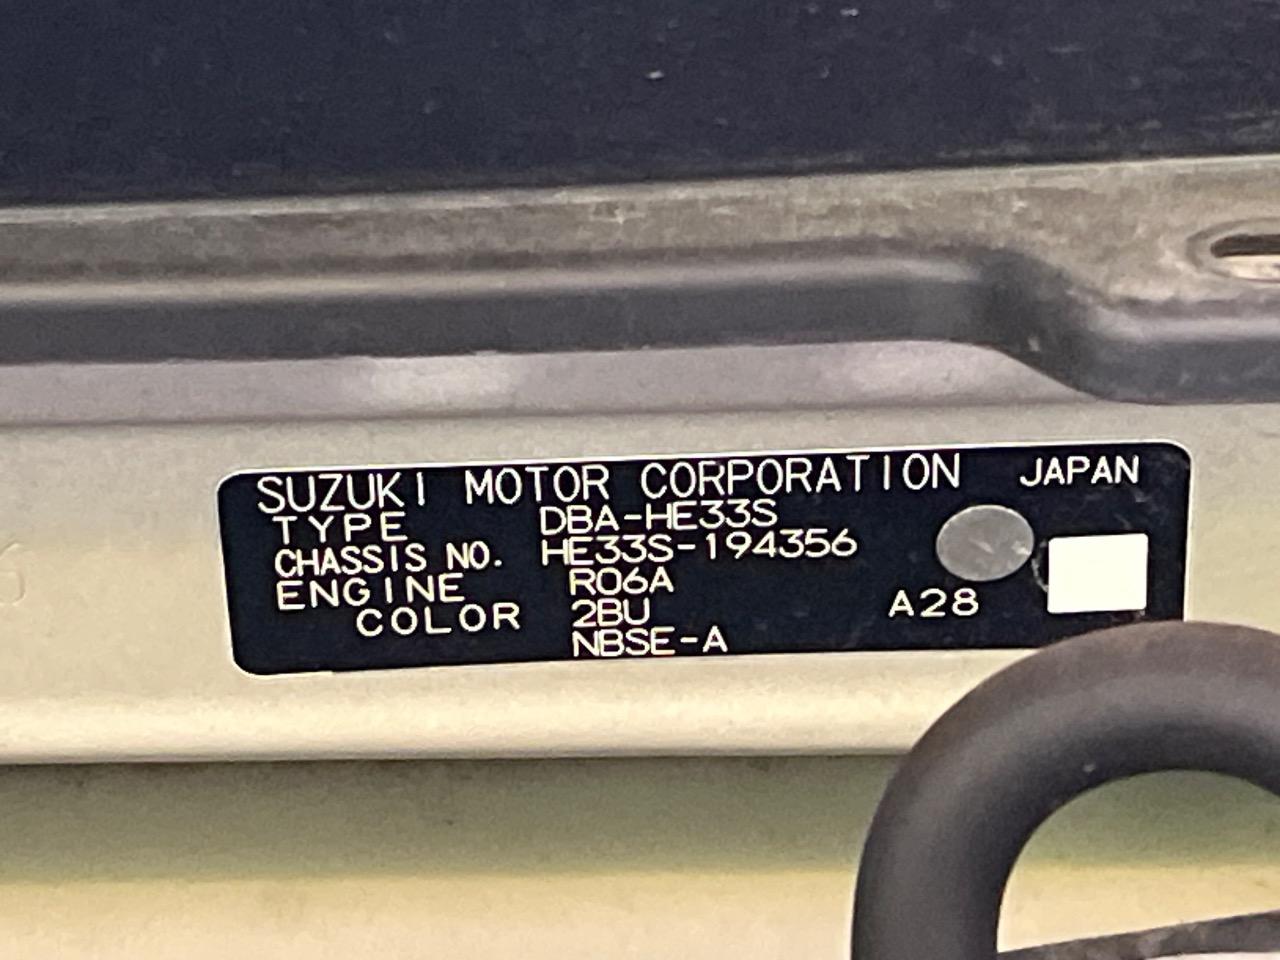 SUZUKI MOTOR CORPORATION JAPAN
TYPE DBA-HE33S
CHASSIS NO. HE33S-194356
ENGINE R06A
COLOR 2BU A28
NBSE-A